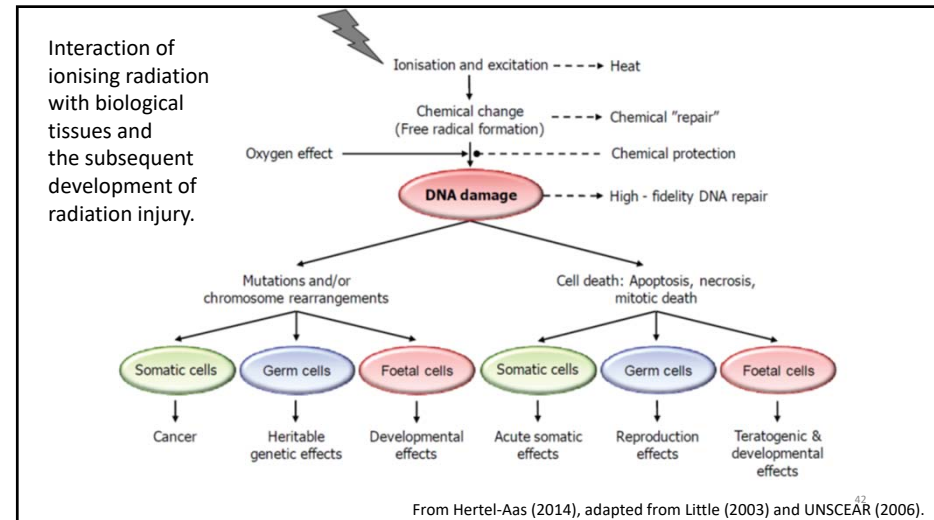 Interaction of
ionising radiation
with biological
tissues and
the subsequent
development of
radiation injury.
Ionisation and excitation
Heat
Chemical change
(Free radical formation)
Chemical "repair"
Oxygen effect
Chemical protection
DNA damage
High - fidelity DNA repair
Mutations and/or
chromosome rearrangements
Cell death: Apoptosis, necrosis,
mitotic death
Somatic cells
Germ cells
Foetal cells
Somatic cells
Germ cells
Foetal cells
Cancer
Heritable
genetic effects
Developmental
effects
Acute somatic
effects
Reproduction
effects
Teratogenic &
developmental
effects
42
From Hertel-Aas (2014), adapted from Little (2003) and UNSCEAR (2006).